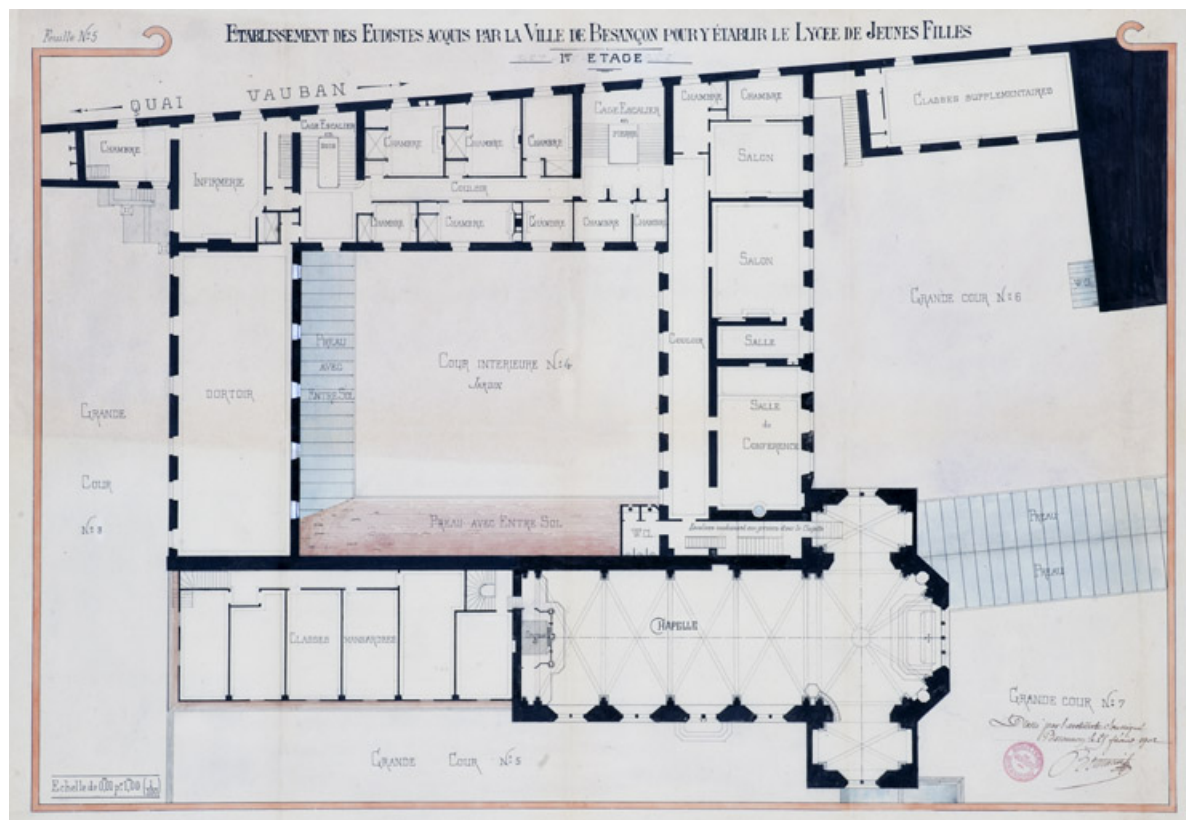 Feuille N:5
ETABLISSEMENT DES EUDISTES ACQUIS PAR LA VILLE DE BESANÇON POUR Y ÉTABLIR LE LYCEE DE JEUNES FILLES
1er ETAGE
QUAI VAUBAN
CHAMBRE
INFIRMERIE
CAGE ESCALIER
en
BOIS
CHAMBRE
CHAMBRE
CHAMBRE
CAGE ESCALIER
en
PIERRE
CHAMBRE
CHAMBRE
CLASSES SUPPLEMENTAIRES
SALON
COULOIR
CHAMBRE
CHAMBRE
CHAMBRE
CHAMBRE
CHAMBRE
SALON
W.C.
GRANDE COUR N:6
PREAU
AVEC
ENTRE SOL
COUR INTERIEURE N:4
JARDIN
COULOIR
SALLE
DORTOIR
GRANDE
COUR
N:3
SALLE
de
CONFERENCE
PREAU AVEC ENTRE SOL
W.C.
PREAU
PREAU
CLASSES MANSARDEES
CHAPELLE
GRANDE COUR N:7
GRANDE COUR N:5
Echelle de 0,01 pr 1,00